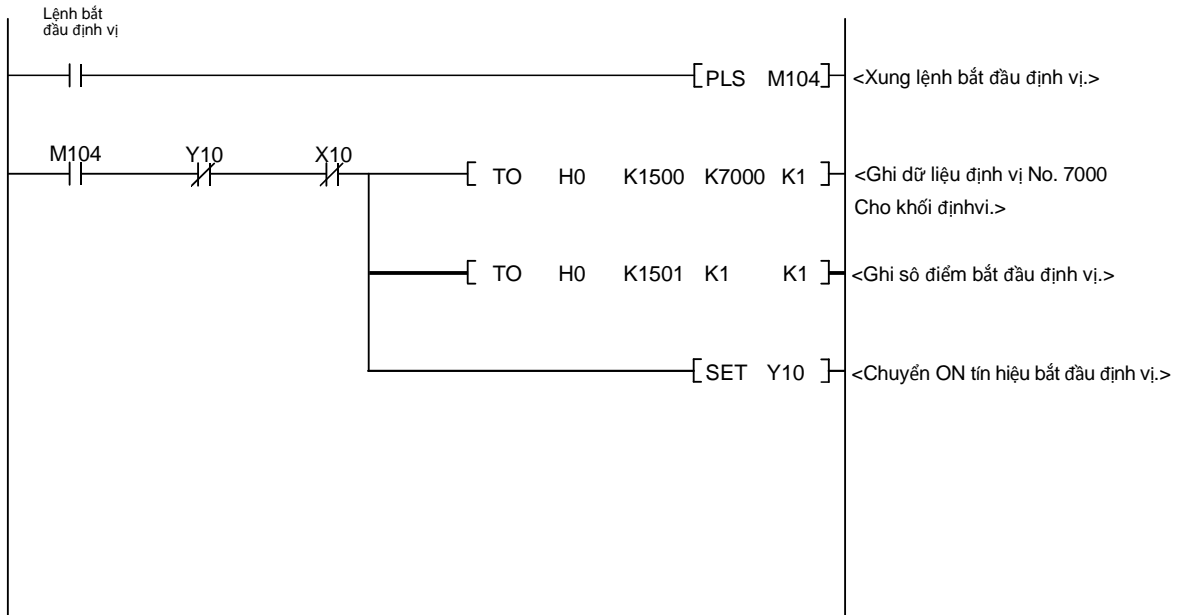 Lệnh bắt
đầu định vị
PLS M104 <Xung lệnh bắt đầu định vị.>
M104 Y10 X10
TO H0 K1500 K7000 K1 <Ghi dữ liệu định vị No. 7000
Cho khối địnhvi.>
TO H0 K1501 K1 K1 <Ghi sô điểm bắt đầu định vị.>
SET Y10 <Chuyển ON tín hiệu bắt đầu định vị.>